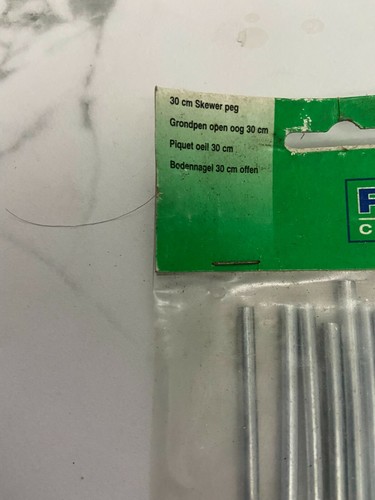 30 cm Skewer peg
Grondpen open oog 30 cm
Piquet oeil 30 cm
Bodennagel 30 cm offen